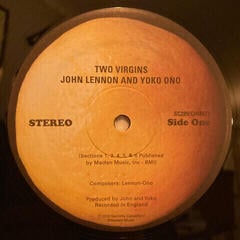 TWO VIRGINS
JOHN LENNON AND YOKO ONO
STEREO
Side One
(Sections 1, 2, 4, 5, & Published
by Maclen Music, Inc - BMI)
Composers: Lennon-Ono
Produced by John and Yoko
Recorded in England